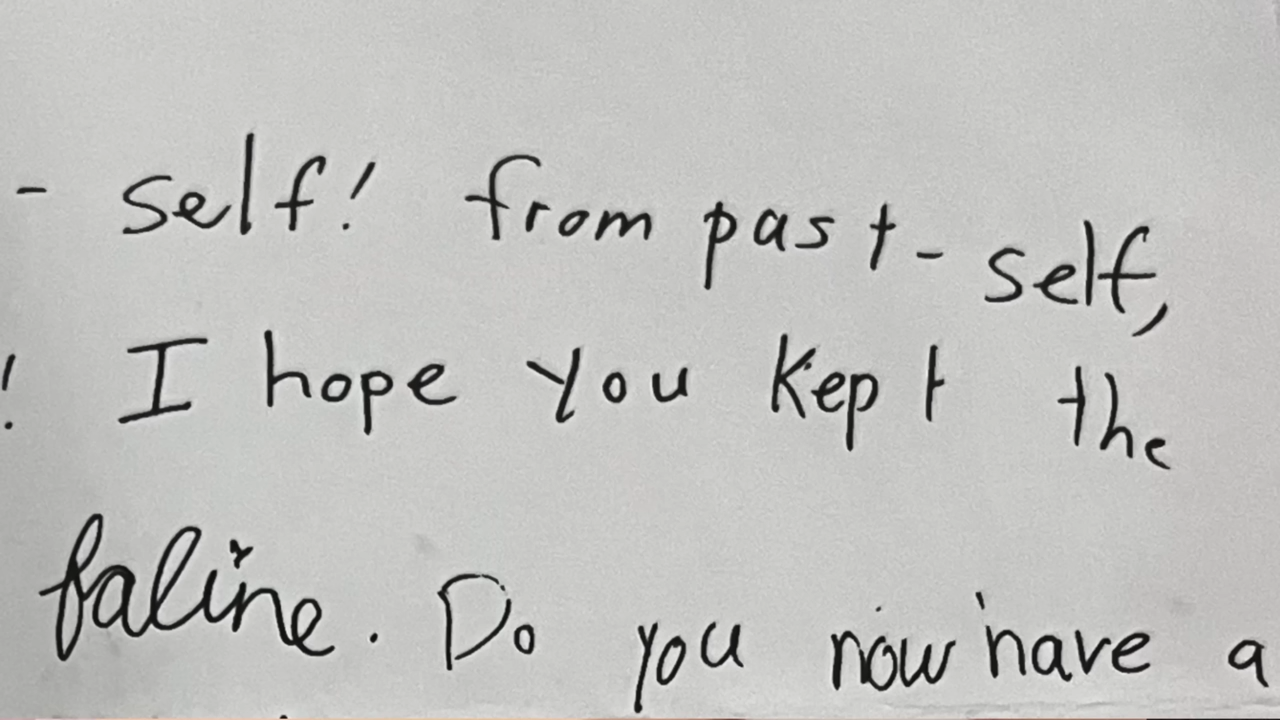 - self! from past-self,
! I hope you kept the
faline. Do you now have a